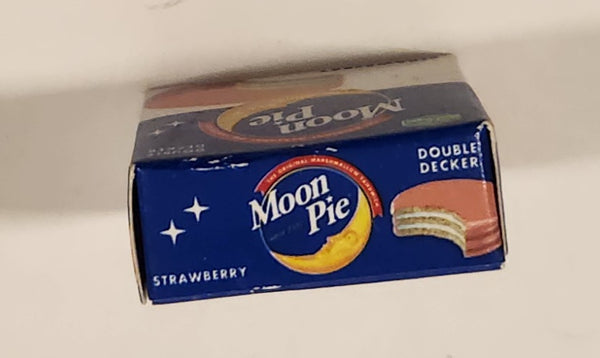 Moon
Pie
THE ORIGINAL MARSHMALLOW SANDWICH
Moon
Pie
DOUBLE
DECKER
STRAWBERRY